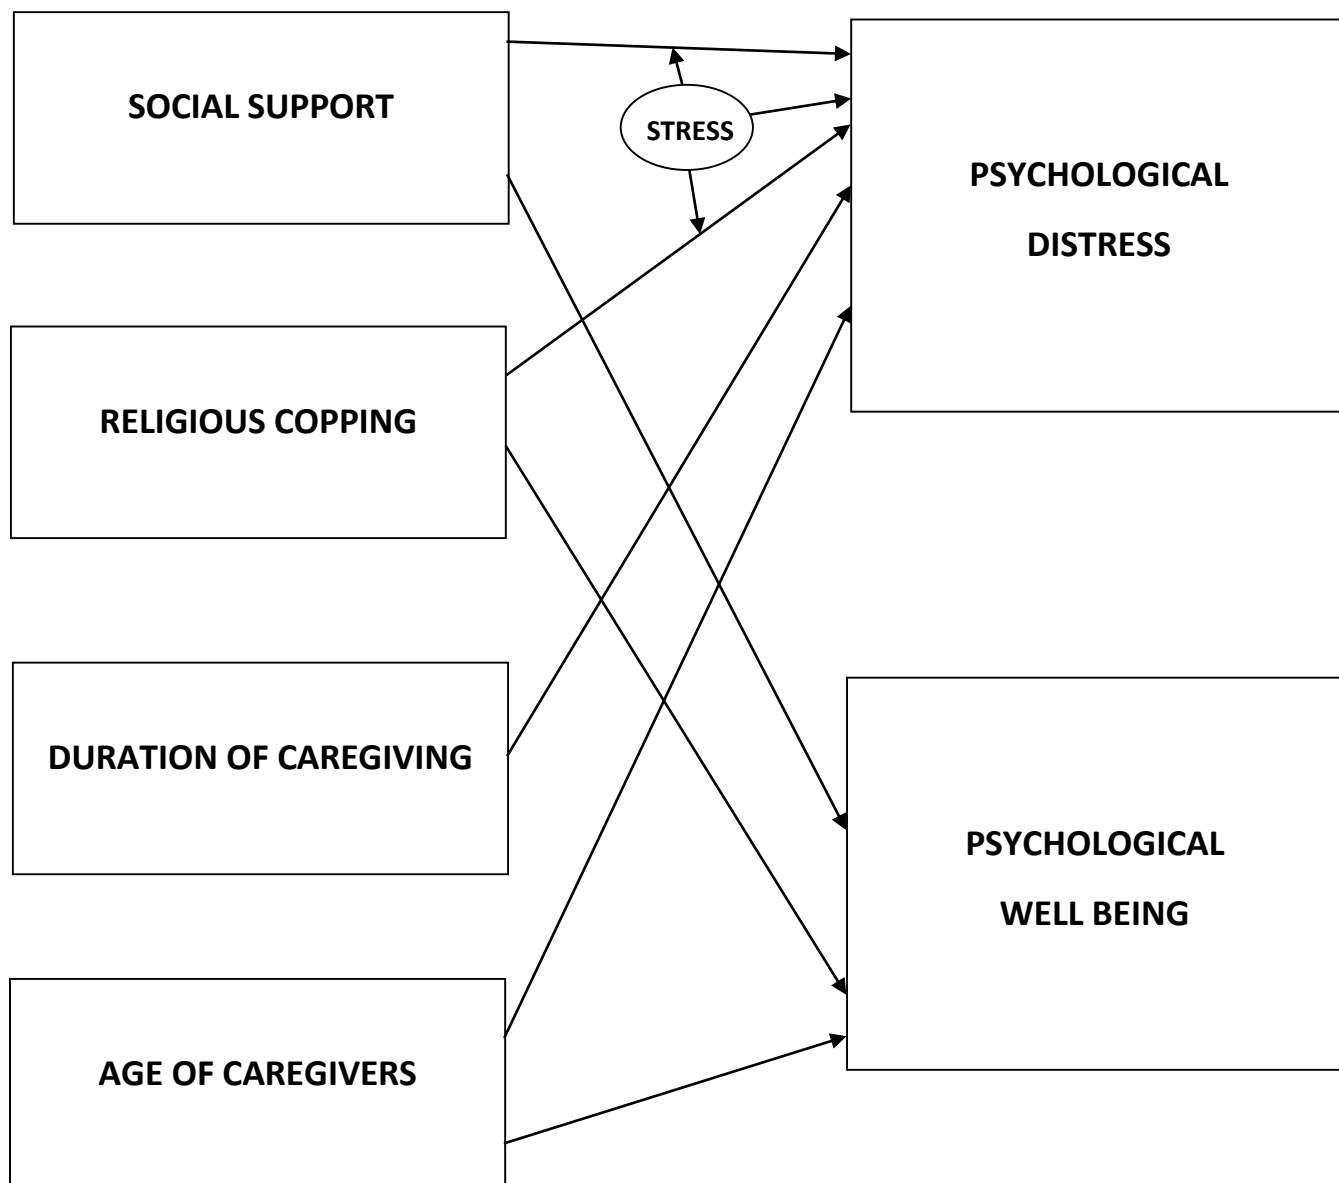 SOCIAL SUPPORT
STRESS
PSYCHOLOGICAL
DISTRESS
RELIGIOUS COPPING
DURATION OF CAREGIVING
PSYCHOLOGICAL
WELL BEING
AGE OF CAREGIVERS